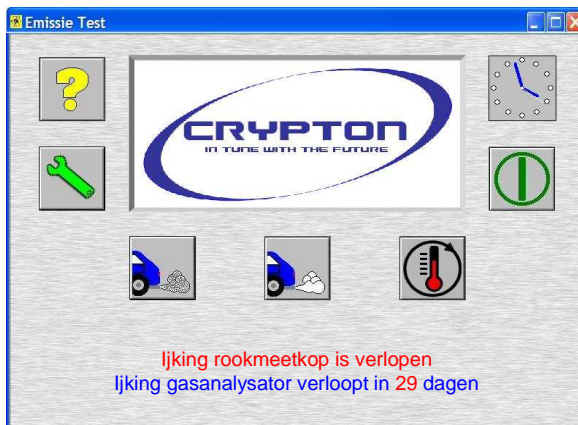 Emissie Test
CRYPTON
IN TUNE WITH THE FUTURE
Ijking rookmeetkop is verlopen
Ijking gasanalysator verloopt in 29 dagen